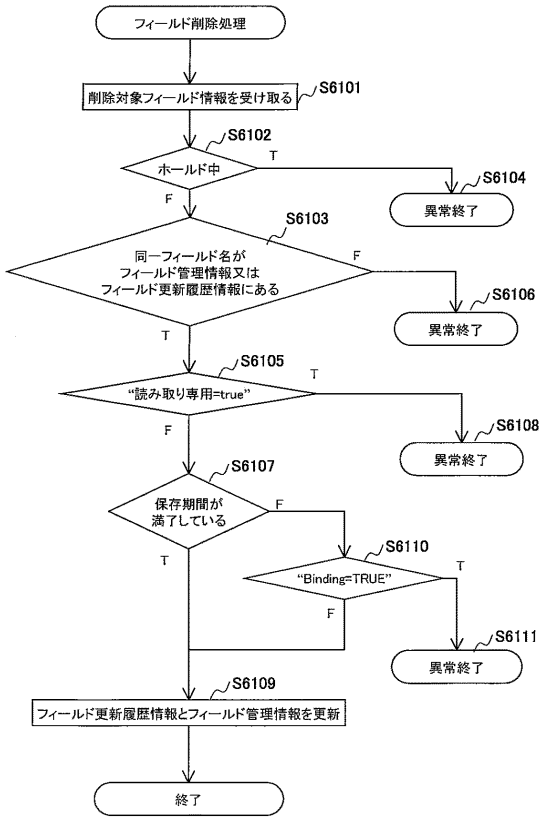 フィールド削除処理
S6101
削除対象フィールド情報を受け取る
S6102
ホールド中
T
F
S6104
異常終了
S6103
同一フィールド名が
フィールド管理情報又は
フィールド更新履歴情報にある
F
T
S6106
異常終了
S6105
“読み取り専用=true”
T
F
S6108
異常終了
S6107
保存期間が
満了している
F
T
S6110
“Binding=TRUE”
T
F
S6111
異常終了
S6109
フィールド更新履歴情報とフィールド管理情報を更新
終了